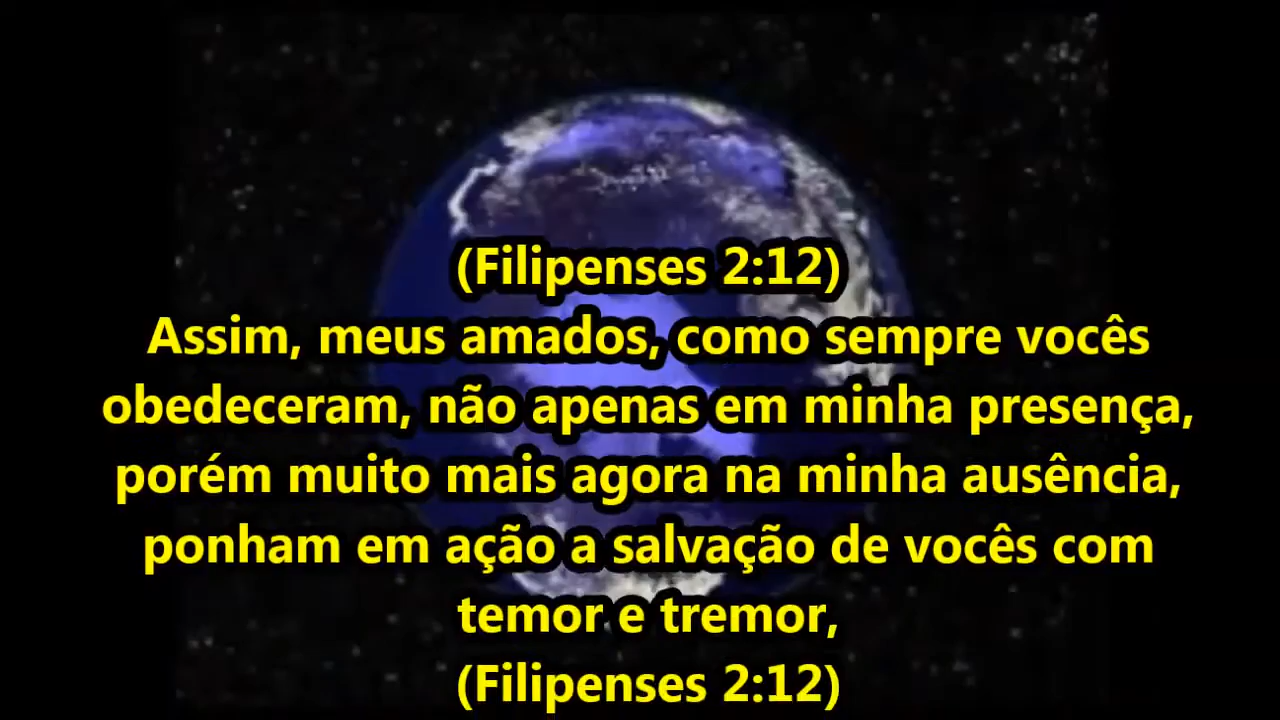 (Filipenses 2:12)
Assim, meus amados, como sempre vocês
obedeceram, não apenas em minha presença,
porém muito mais agora na minha ausência,
ponham em ação a salvação de vocês com
temor e tremor,
(Filipenses 2:12)